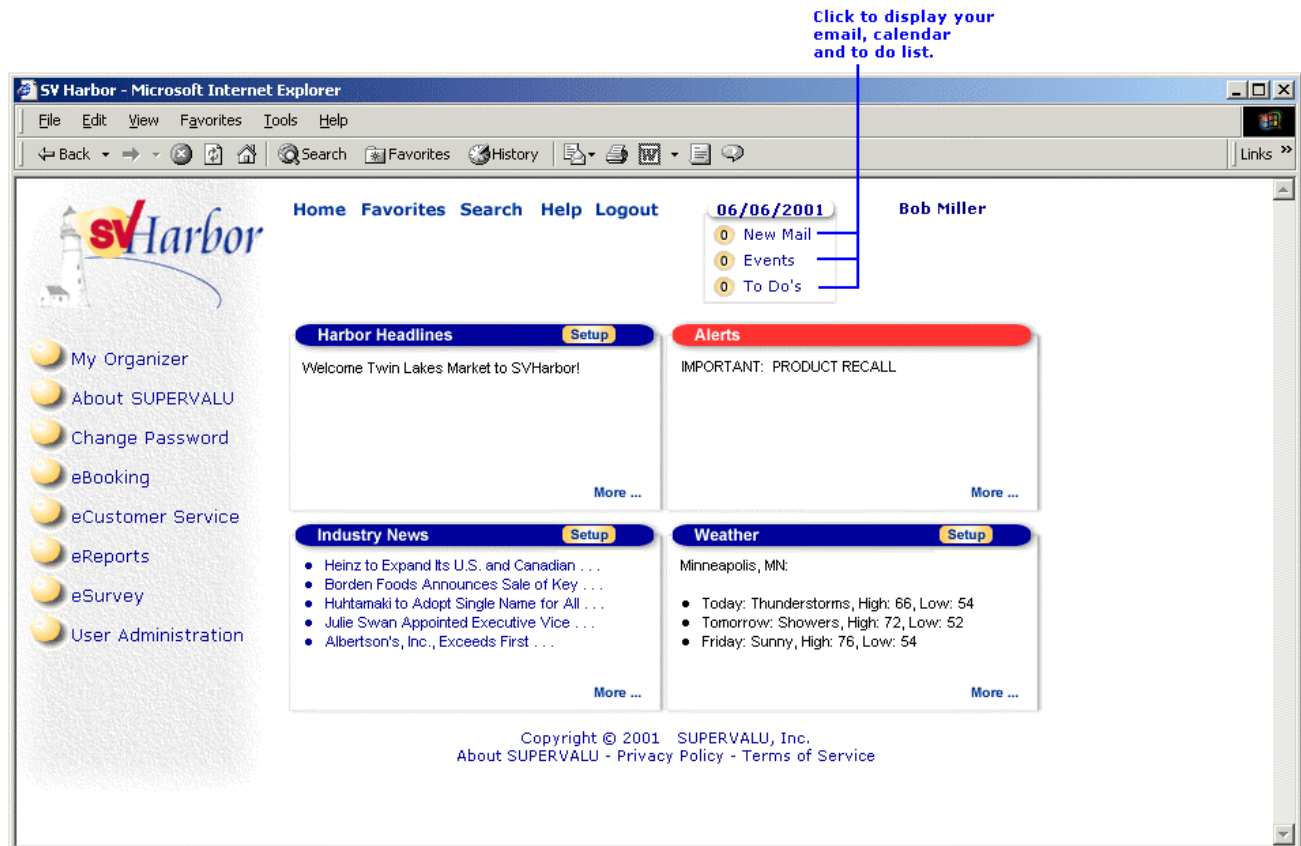 Click to display your
email, calendar
and to do list.
SV Harbor - Microsoft Internet Explorer
File Edit View Favorites Tools Help
Back Search Favorites History Links »
SV Harbor
Home Favorites Search Help Logout
06/06/2001
Bob Miller
0 New Mail
0 Events
0 To Do's
My Organizer
About SUPERVALU
Change Password
eBooking
eCustomer Service
eReports
eSurvey
User Administration
Harbor Headlines Setup
Welcome Twin Lakes Market to SVHarbor!
More ...
Alerts
IMPORTANT: PRODUCT RECALL
More ...
Industry News Setup
• Heinz to Expand Its U.S. and Canadian . . .
• Borden Foods Announces Sale of Key . . .
• Huhtamaki to Adopt Single Name for All . . .
• Julie Swan Appointed Executive Vice . . .
• Albertson's, Inc., Exceeds First . . .
More ...
Weather Setup
Minneapolis, MN:
• Today: Thunderstorms, High: 66, Low: 54
• Tomorrow: Showers, High: 72, Low: 52
• Friday: Sunny, High: 76, Low: 54
More ...
Copyright © 2001 SUPERVALU, Inc.
About SUPERVALU - Privacy Policy - Terms of Service